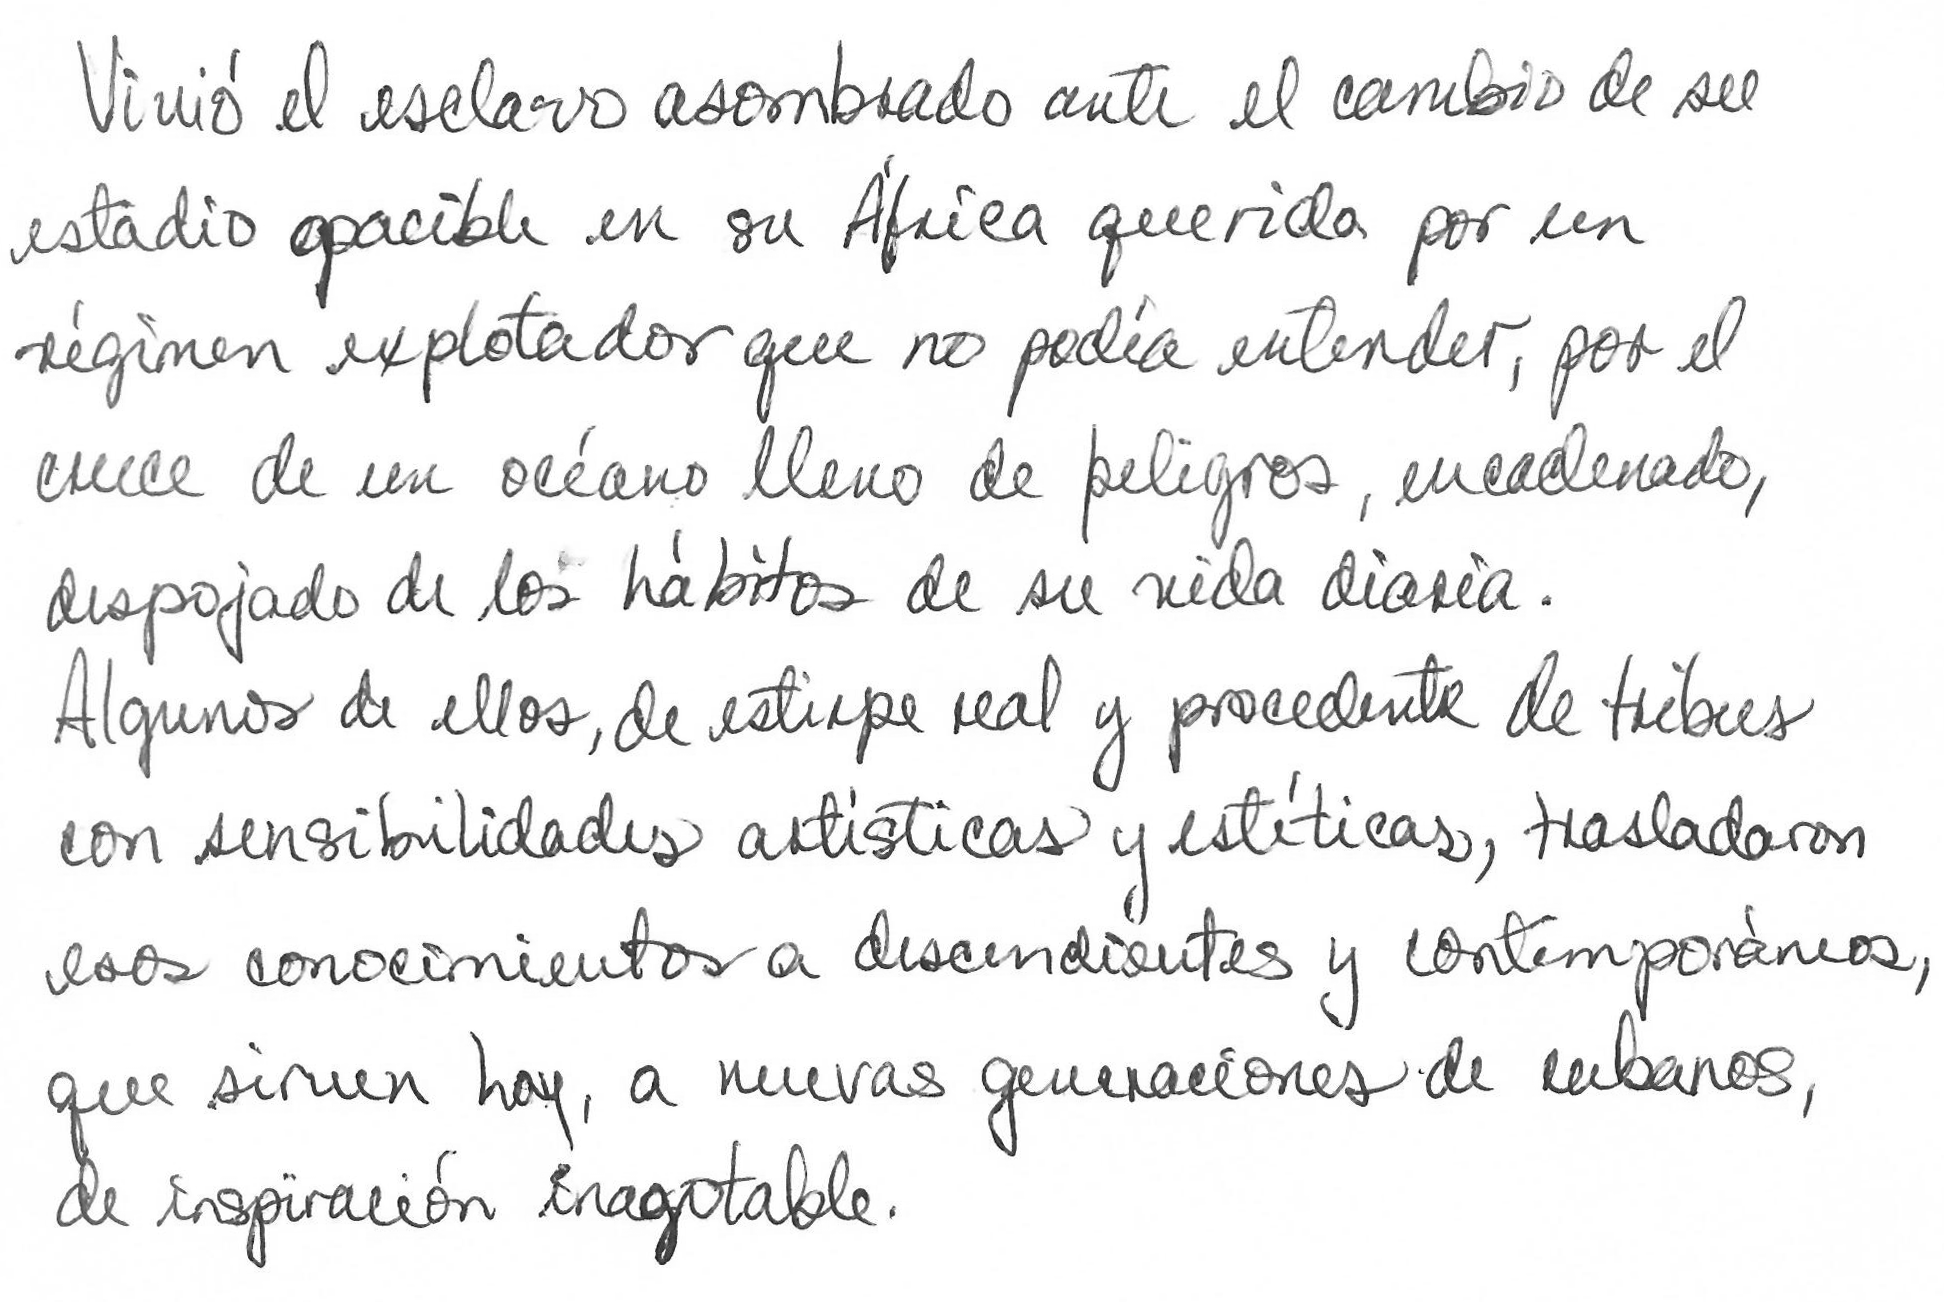 Vivió el esclavo asombrado ante el cambio de su
estadio apacible en su África querida por un
régimen explotador que no podía entender, por el
cruce de un océano lleno de peligros, encadenado,
despojado de los hábitos de su vida diaria.
Algunos de ellos, de estirpe real y procedente de tribus
con sensibilidades artísticas y estéticas, trasladaron
esos conocimientos a descendientes y contemporáneos,
que sirven hoy, a nuevas generaciones de cubanos,
de inspiración inagotable.